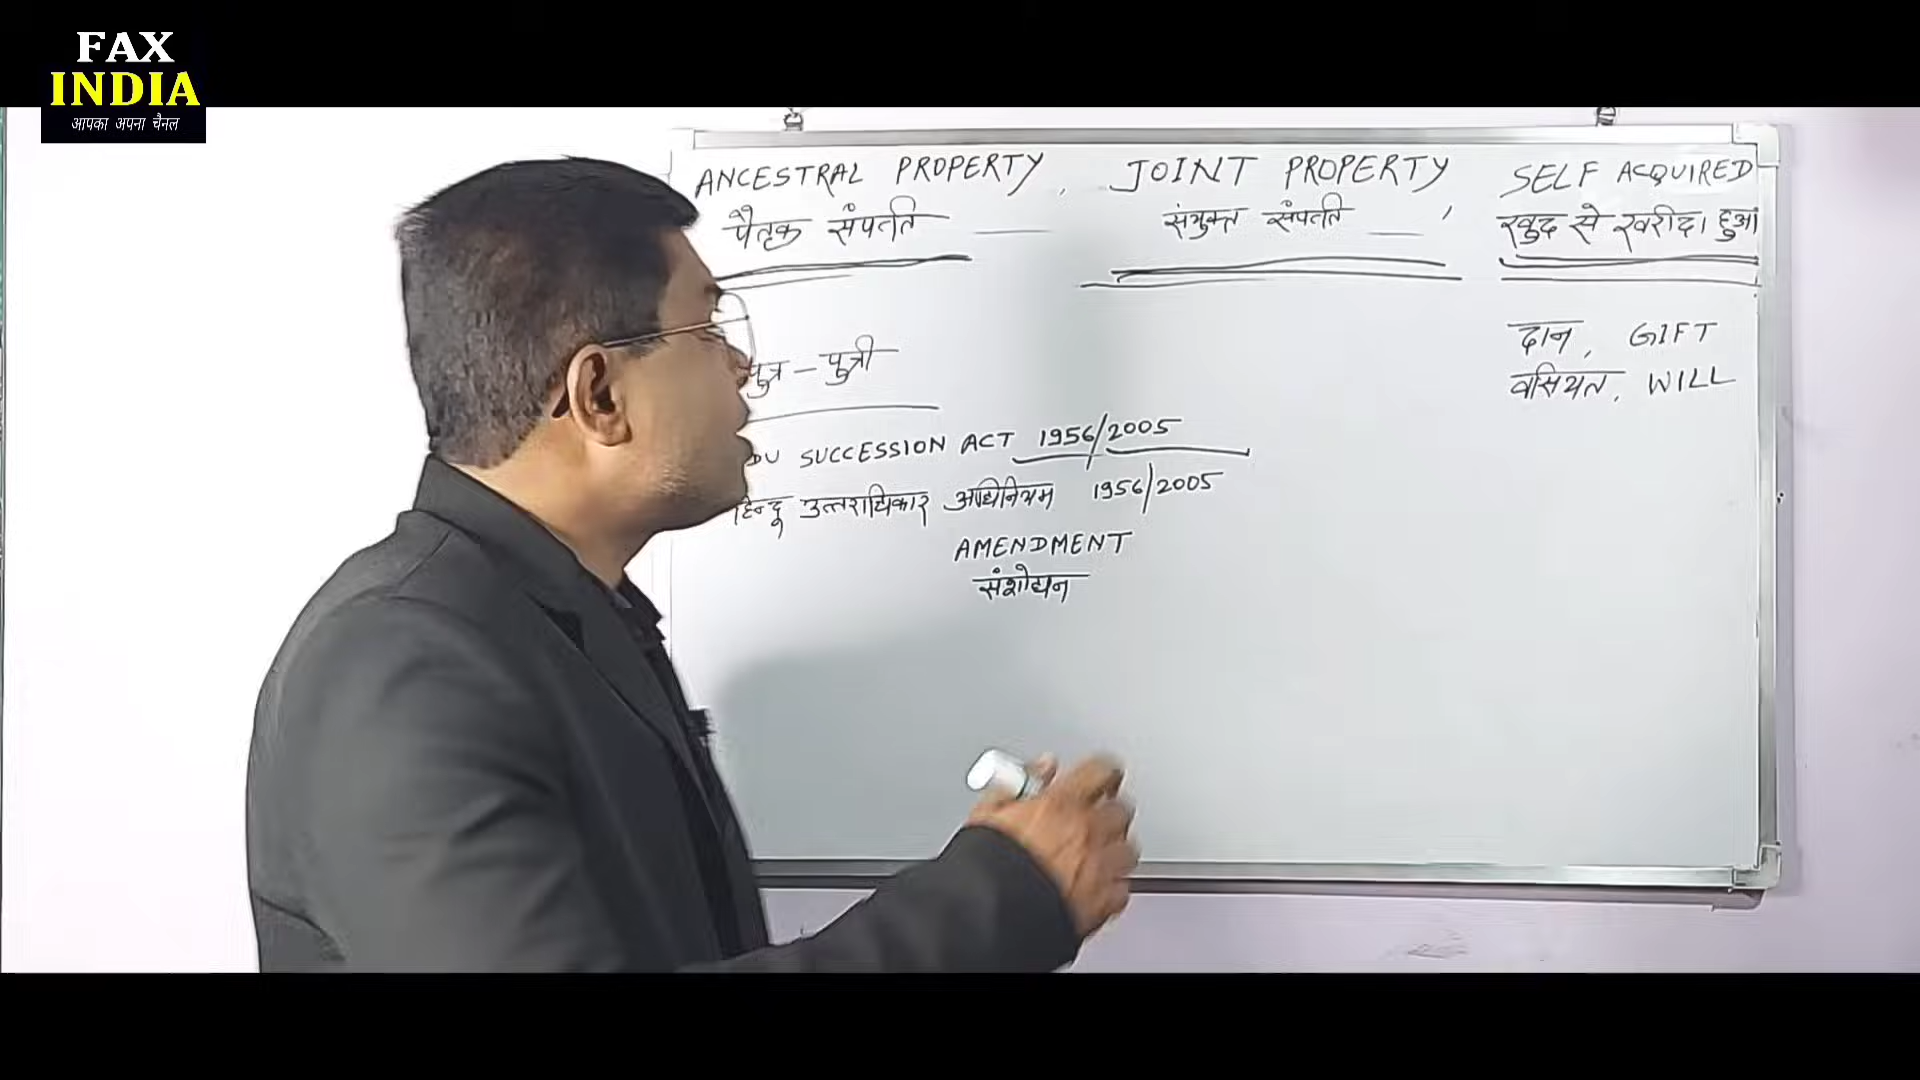 FAX
INDIA
आपका अपना चैनल
ANCESTRAL PROPERTY, JOINT PROPERTY, SELF ACQUIRED
पैतृक संपत्ति संयुक्त संपत्ति, खुद से खरीदा हुआ
दान, GIFT
वसियत, WILL
पुत्र - पुत्री
DU SUCCESSION ACT 1956/2005
हिन्दू उत्तराधिकार अधिनियम 1956/2005
AMENDMENT
संशोधन